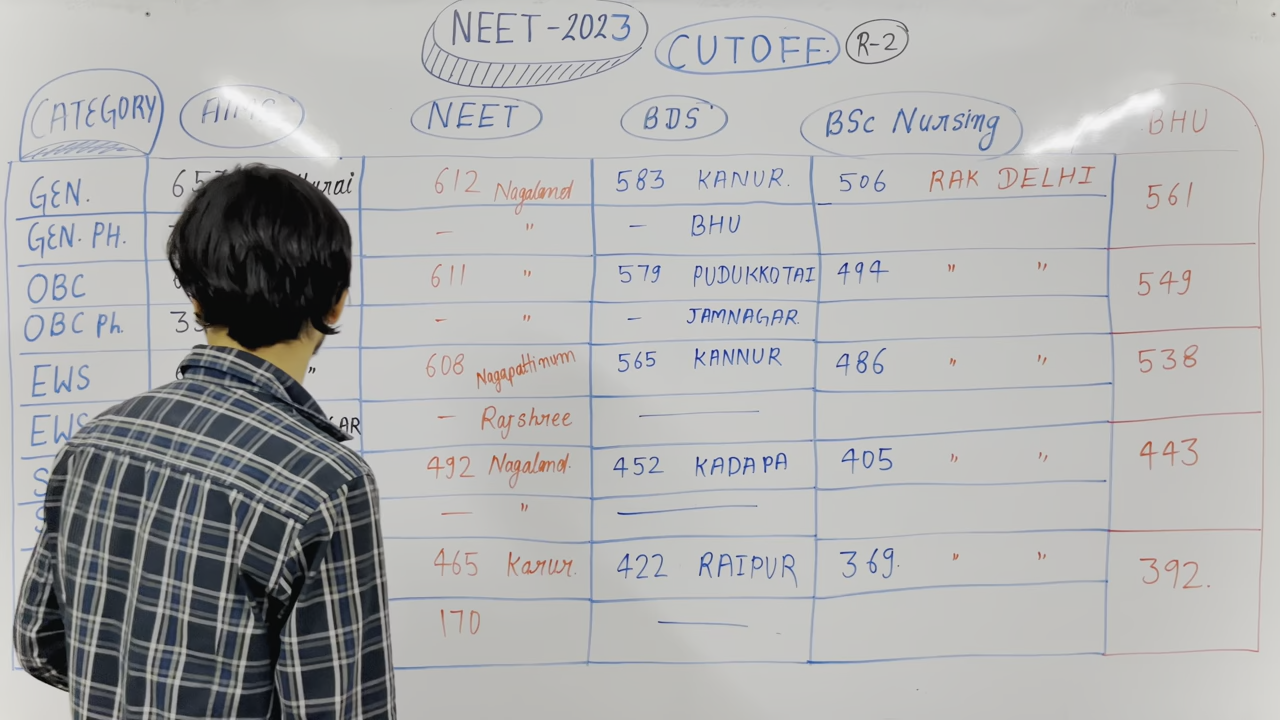 NEET-2023 CUTOFF. R-2
CATEGORY AIMS NEET BDS BSc Nursing BHU
GEN. 612 Nagaland 583 KANUR. 506 RAK DELHI 561
GEN. PH. — " — BHU
OBC 611 " 579 PUDUKKOTAI 494 " " 549
OBC Ph. — " — JAMNAGAR.
EWS " 608 Nagapattinum 565 KANNUR 486 " " 538
EWS — Rajshree —
492 Nagaland. 452 KADAPA 405 " " 443
— " —
465 Karur. 422 RAIPUR 369. " " 392.
170 —